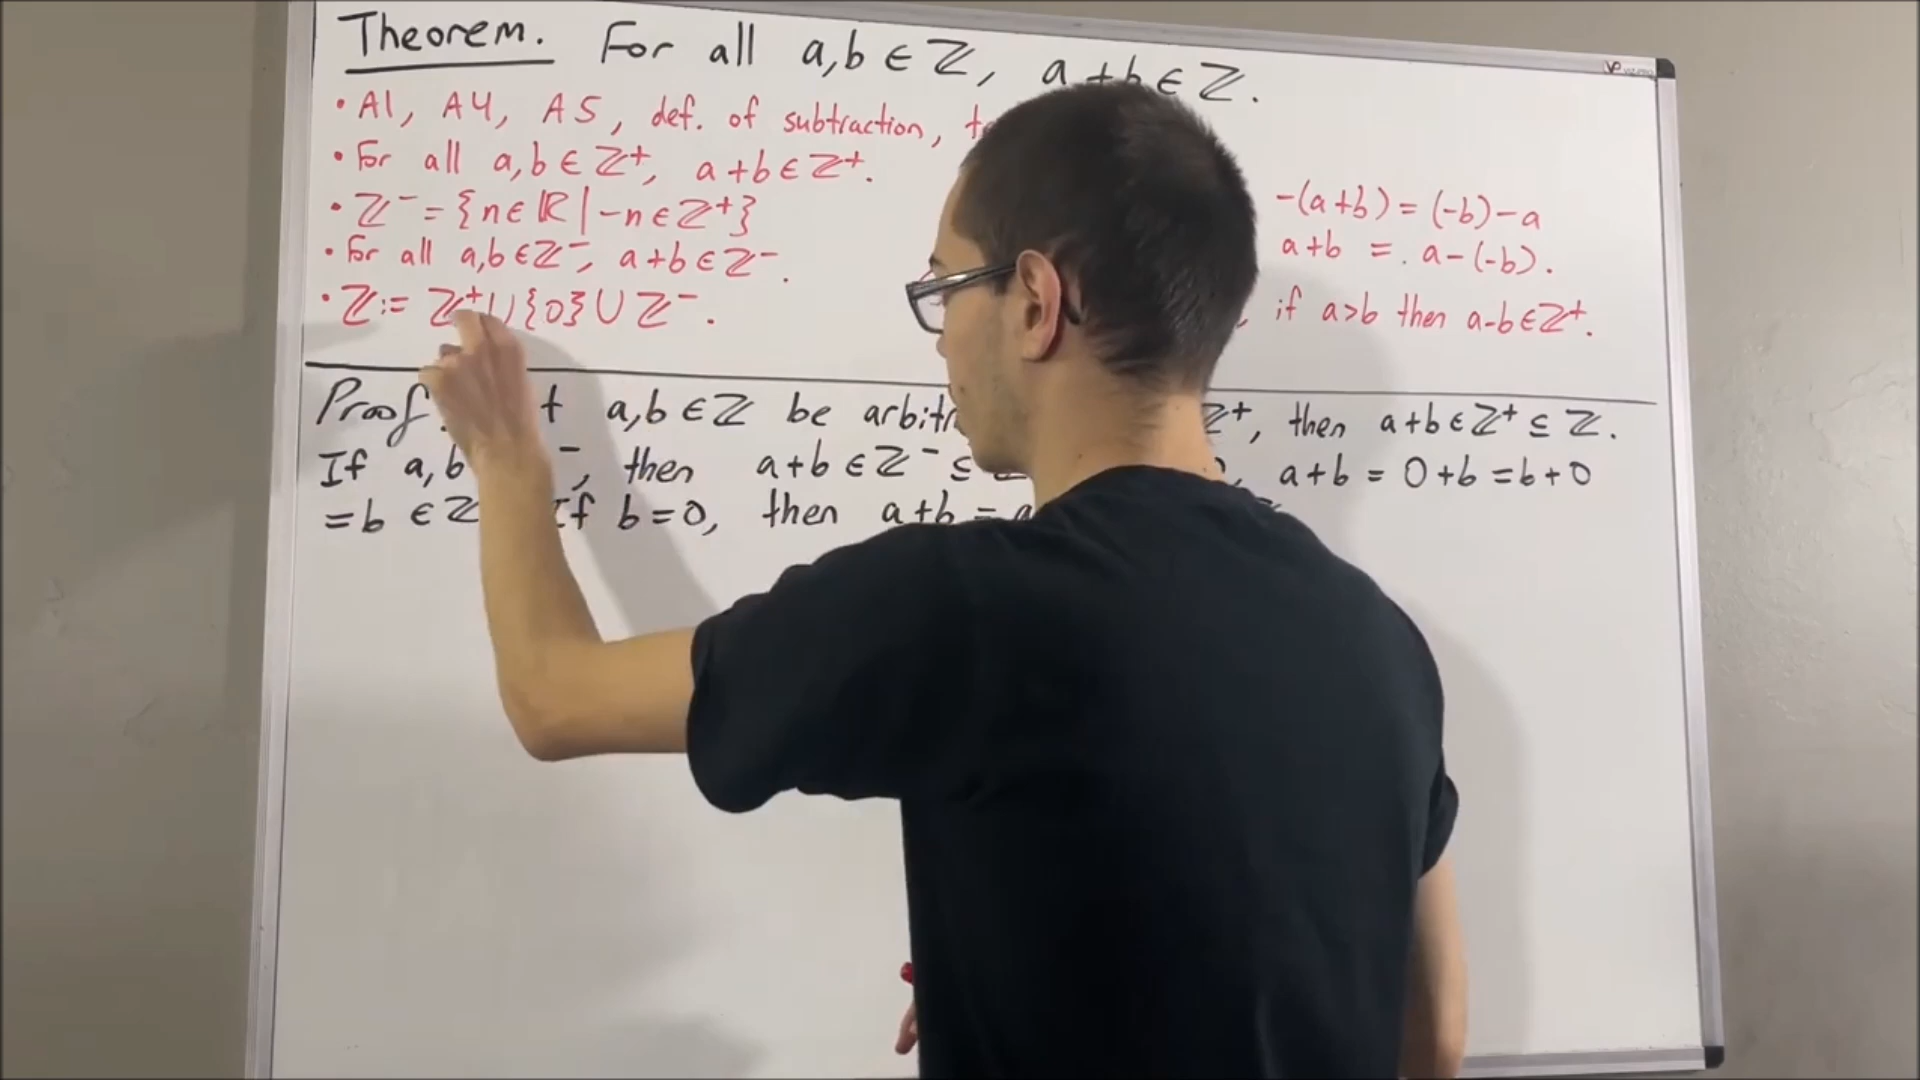 Theorem. For all a,b ∈ ℤ, a+b ∈ ℤ.
• A1, A4, A5, def. of subtraction,
• For all a,b ∈ ℤ⁺, a+b ∈ ℤ⁺.
• ℤ⁻ = {n ∈ ℝ | -n ∈ ℤ⁺}
-(a+b) = (-b)-a
• For all a,b ∈ ℤ⁻, a+b ∈ ℤ⁻.
a+b = . a-(-b).
• ℤ := ℤ⁺ ∪ {0} ∪ ℤ⁻.
if a>b then a-b ∈ ℤ⁺.
Proof a,b ∈ ℤ be ℤ⁺, then a+b ∈ ℤ⁺ ⊆ ℤ.
If a,b ⁻, then a+b ∈ ℤ⁻ ⊆ a+b = 0+b = b+0
= b ∈ ℤ If b=0, then a+b =